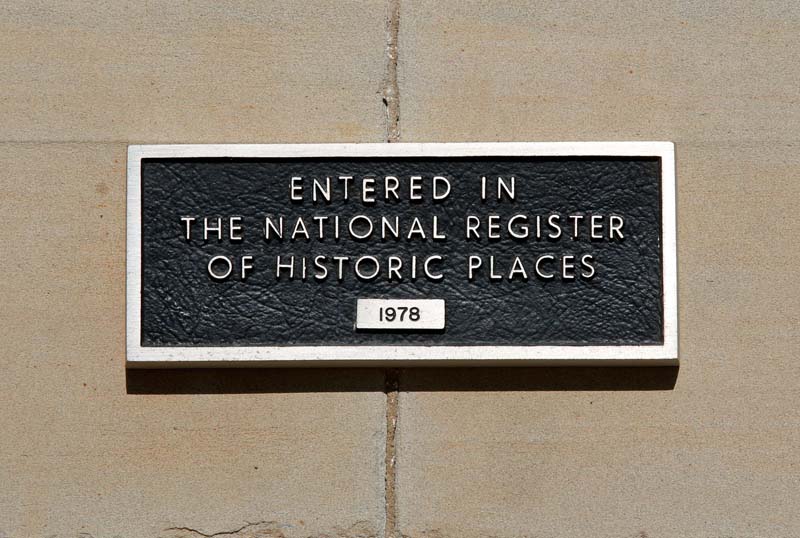 ENTERED IN
THE NATIONAL REGISTER
OF HISTORIC PLACES
1978